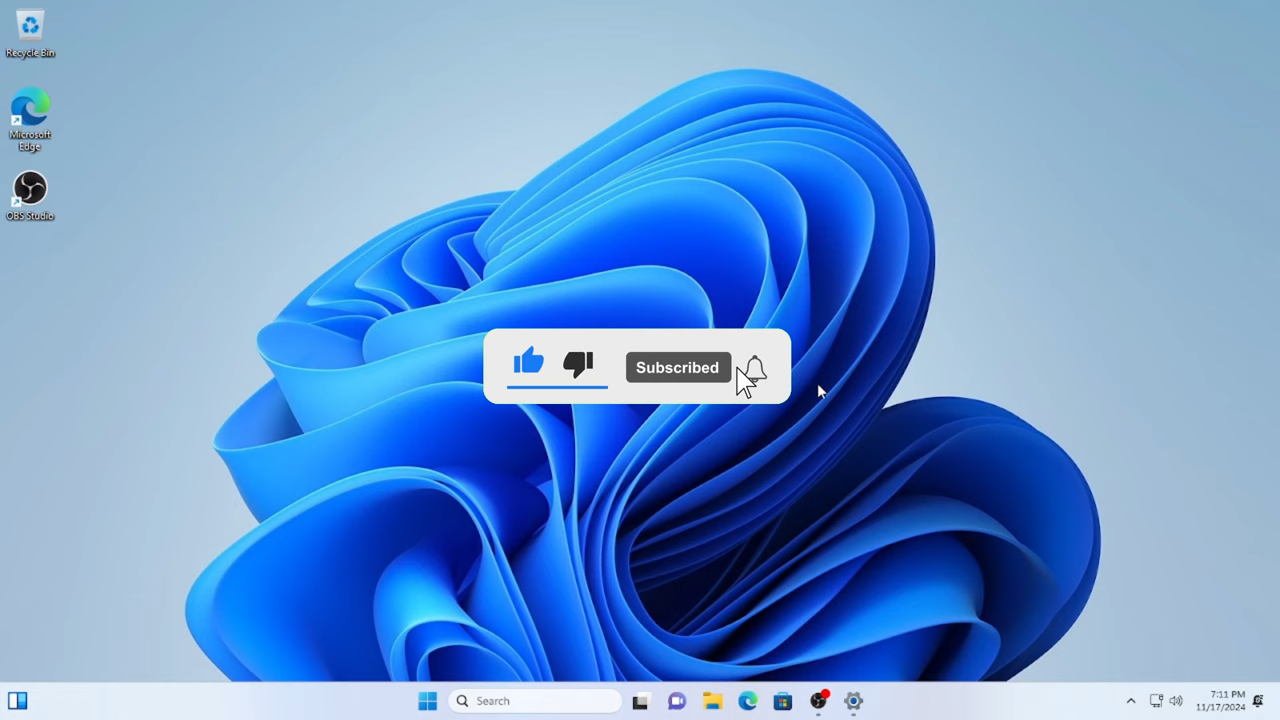 Recycle Bin
Microsoft
Edge
OBS Studio
Subscribed
Search
7:11 PM
11/17/2024